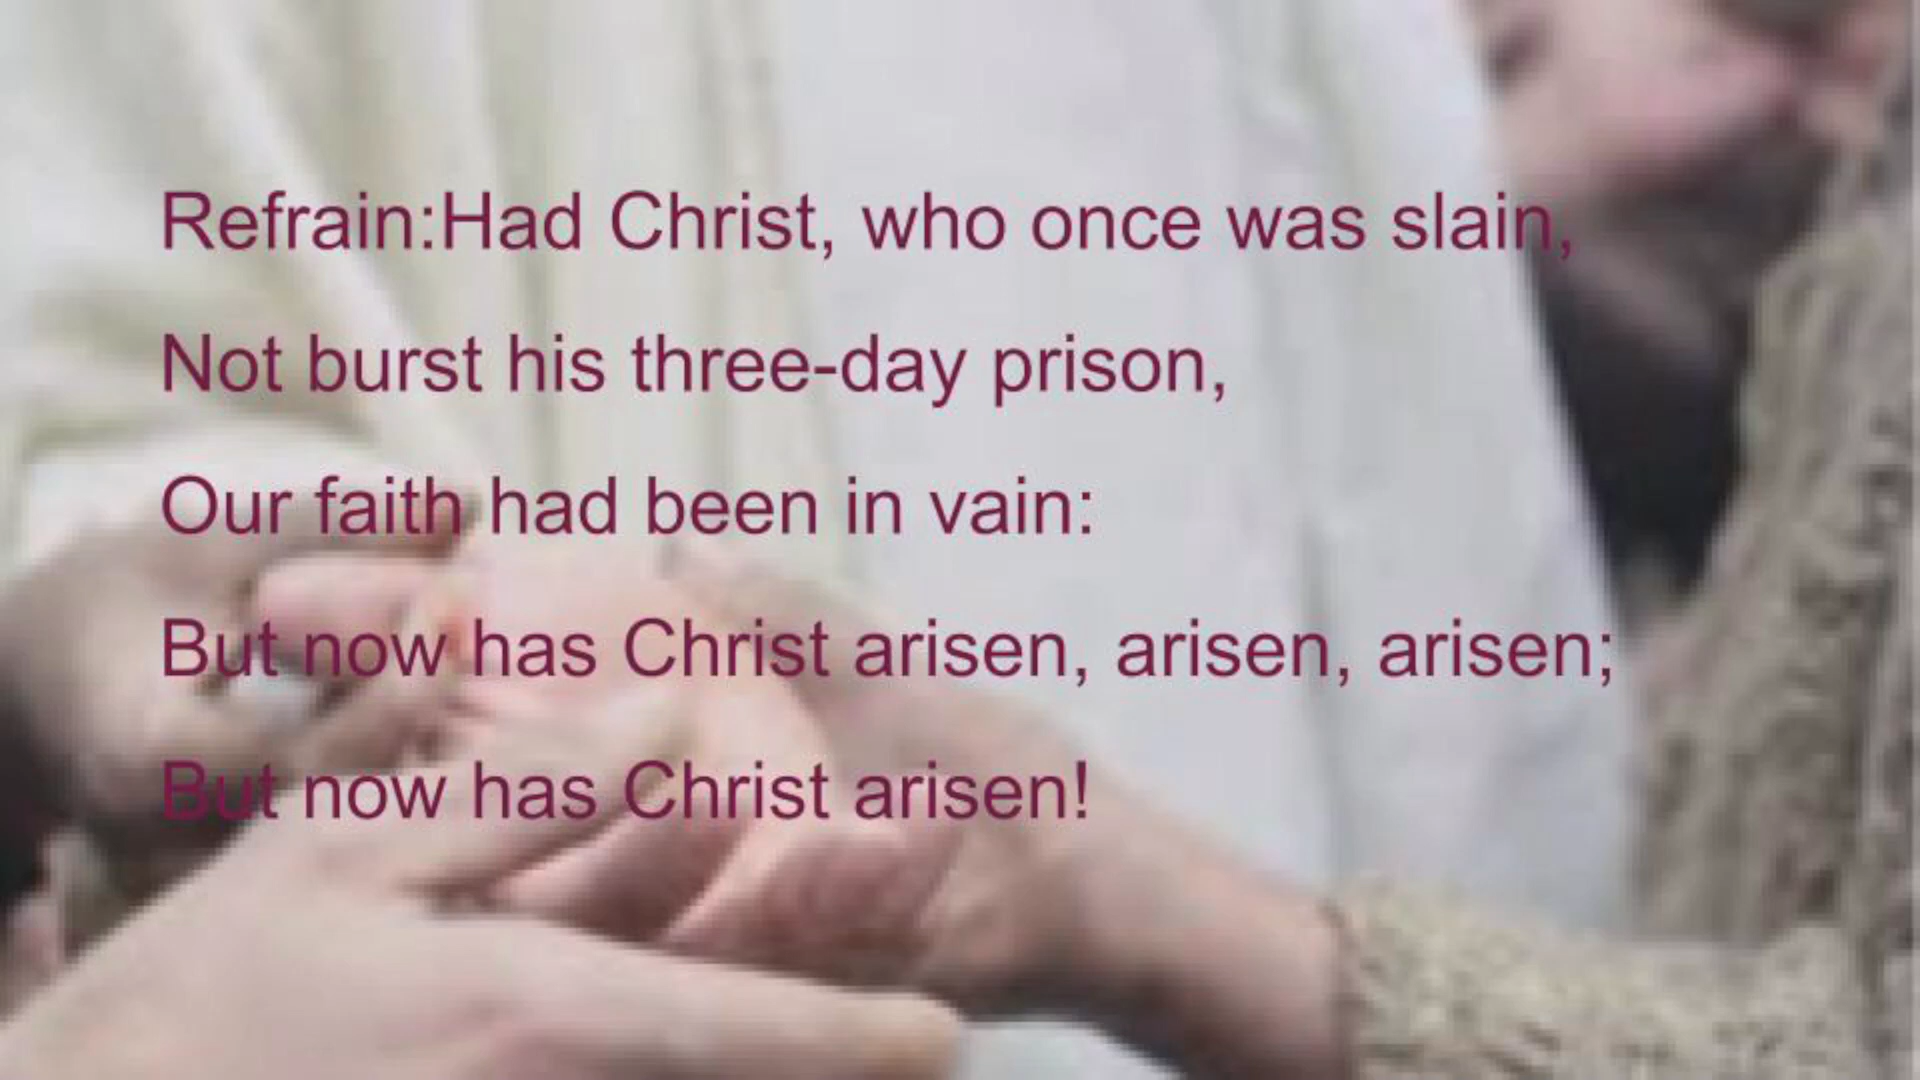 Refrain:Had Christ, who once was slain,
Not burst his three-day prison,
Our faith had been in vain:
But now has Christ arisen, arisen, arisen;
But now has Christ arisen!